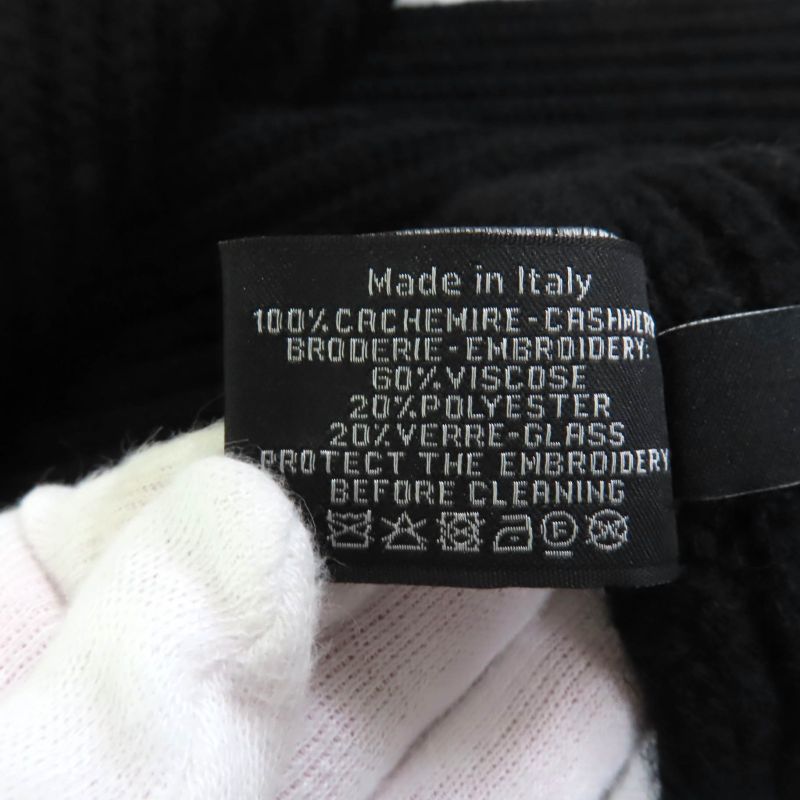 Made in Italy
100% CACHEMIRE-CASHMERE
BRODERIE-EMBROIDERY:
60% VISCOSE
20% POLYESTER
20% VERRE-GLASS
PROTECT THE EMBROIDERY
BEFORE CLEANING
F W